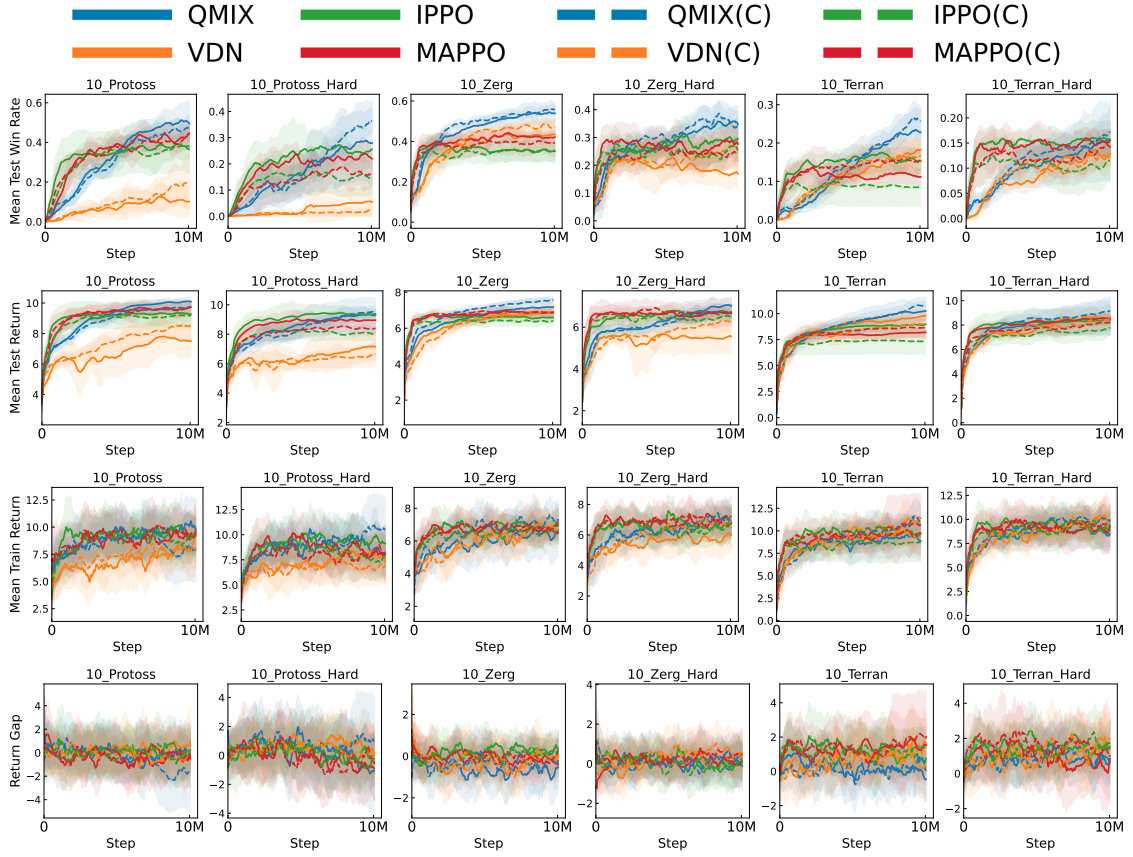 QMIX IPPO QMIX(C) IPPO(C)
VDN MAPPO VDN(C) MAPPO(C)
10_Protoss 10_Protoss_Hard 10_Zerg 10_Zerg_Hard 10_Terran 10_Terran_Hard
Mean Test Win Rate
0.6 0.4 0.2 0.0
0.4 0.3 0.2 0.1 0.0
0.6 0.4 0.2 0.0
0.4 0.3 0.2 0.1 0.0
0.3 0.2 0.1 0.0
0.20 0.15 0.10 0.05 0.00
0 10M 0 10M 0 10M 0 10M 0 10M 0 10M
Step Step Step Step Step Step
10_Protoss 10_Protoss_Hard 10_Zerg 10_Zerg_Hard 10_Terran 10_Terran_Hard
Mean Test Return
10 8 6 4
10 8 6 4 2
8 6 4 2
6 4 2
10.0 7.5 5.0 2.5 0.0
10 8 6 4 2 0
0 10M 0 10M 0 10M 0 10M 0 10M 0 10M
Step Step Step Step Step Step
10_Protoss 10_Protoss_Hard 10_Zerg 10_Zerg_Hard 10_Terran 10_Terran_Hard
Mean Train Return
12.5 10.0 7.5 5.0 2.5
12.5 10.0 7.5 5.0 2.5
8 6 4 2
8 6 4 2 0
15.0 12.5 10.0 7.5 5.0 2.5 0.0
12.5 10.0 7.5 5.0 2.5 0.0
0 10M 0 10M 0 10M 0 10M 0 10M 0 10M
Step Step Step Step Step Step
10_Protoss 10_Protoss_Hard 10_Zerg 10_Zerg_Hard 10_Terran 10_Terran_Hard
Return Gap
4 2 0 −2 −4
4 2 0 −2 −4
2 0 −2
4 2 0 −2
4 2 0 −2
4 2 0 −2
0 10M 0 10M 0 10M 0 10M 0 10M 0 10M
Step Step Step Step Step Step